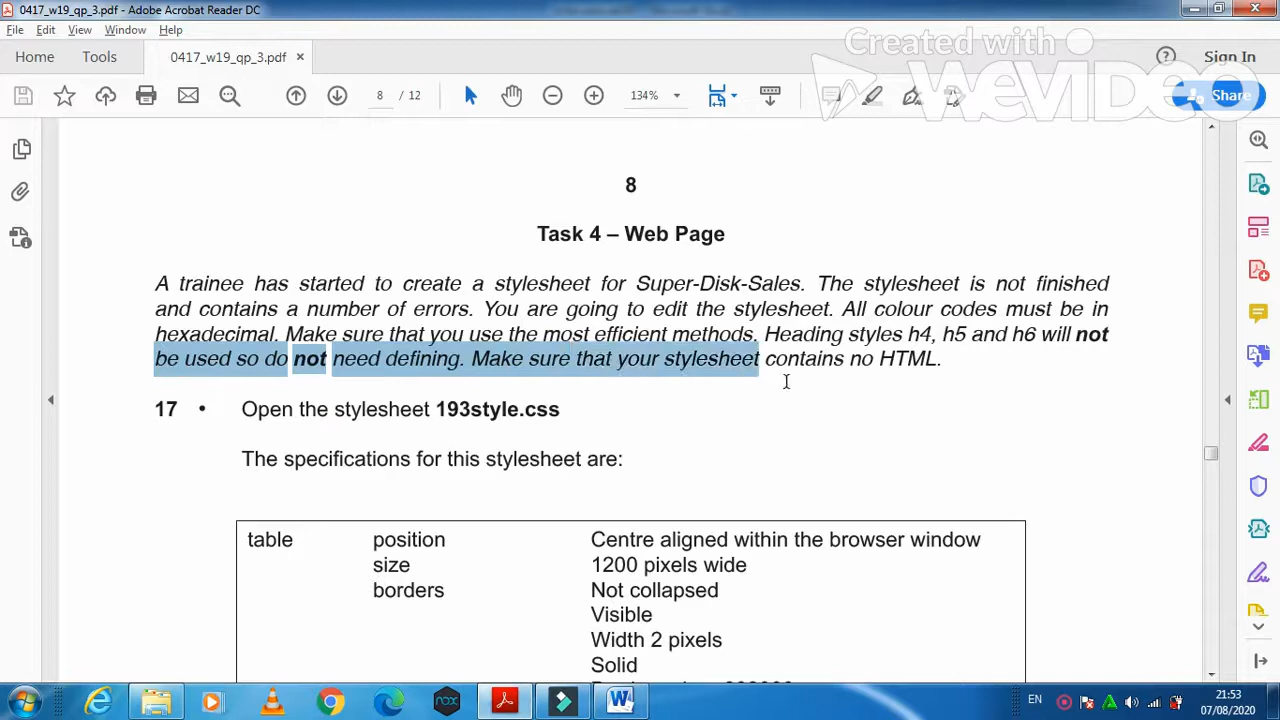 0417_w19_qp_3.pdf - Adobe Acrobat Reader DC
File Edit View Window Help
Home Tools 0417_w19_qp_3.pdf × Sign In
Created with
WeVideo
8 / 12 134% Share
8
Task 4 – Web Page
A trainee has started to create a stylesheet for Super-Disk-Sales. The stylesheet is not finished
and contains a number of errors. You are going to edit the stylesheet. All colour codes must be in
hexadecimal. Make sure that you use the most efficient methods. Heading styles h4, h5 and h6 will not
be used so do not need defining. Make sure that your stylesheet contains no HTML.
17 • Open the stylesheet 193style.css
The specifications for this stylesheet are:
table position Centre aligned within the browser window
size 1200 pixels wide
borders Not collapsed
Visible
Width 2 pixels
Solid
EN 21:53
07/08/2020